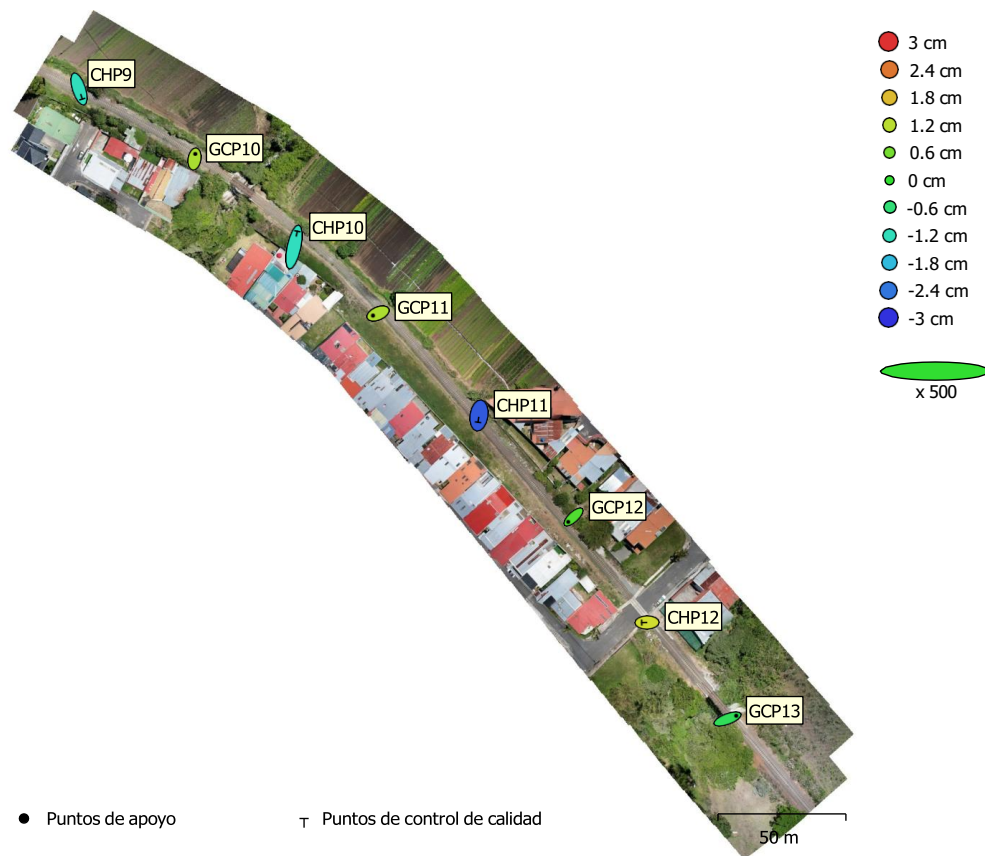 3 cm
2.4 cm
CHP9
1.8 cm
1.2 cm
GCP10
0.6 cm
0 cm
-0.6 cm
CHP10
-1.2 cm
-1.8 cm
-2.4 cm
GCP11
-3 cm
x 500
CHP11
GCP12
CHP12
GCP13
Puntos de apoyo
Puntos de control de calidad
50 m